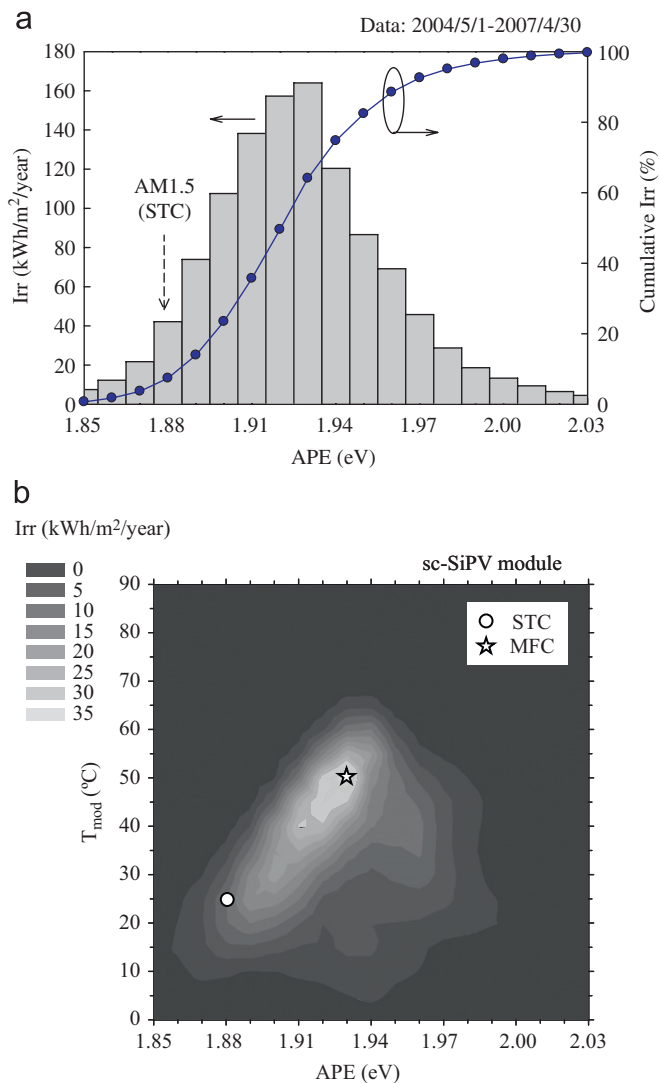 a
Data: 2004/5/1-2007/4/30
180
160
140
120
100
80
60
40
20
0
Irr (kWh/m²/year)
AM1.5
(STC)
100
80
60
40
20
0
Cumulative Irr (%)
1.85 1.88 1.91 1.94 1.97 2.00 2.03
APE (eV)
b
Irr (kWh/m²/year)
0
5
10
15
20
25
30
35
sc-SiPV module
STC
MFC
90
80
70
60
50
40
30
20
10
0
Tmod (ºC)
1.85 1.88 1.91 1.94 1.97 2.00 2.03
APE (eV)